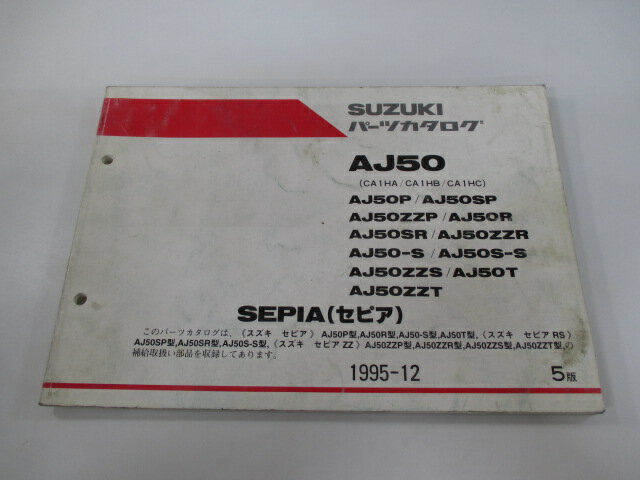 SUZUKI
パーツカタログ
AJ50
(CA1HA/CA1HB/CA1HC)
AJ50P/AJ50SP
AJ50ZZP/AJ50R
AJ50SR/AJ50ZZR
AJ50-S/AJ50S-S
AJ50ZZS/AJ50T
AJ50ZZT
SEPIA(セピア)
このパーツカタログは、〈スズキ セピア〉AJ50P型,AJ50R型,AJ50-S型,AJ50T型,〈スズキ セピアRS〉
AJ50SP型,AJ50SR型,AJ50S-S型,〈スズキ セピアZZ〉AJ50ZZP型,AJ50ZZR型,AJ50ZZS型,AJ50ZZT型,の
補給取扱い部品を収録してあります。
1995-12 5版